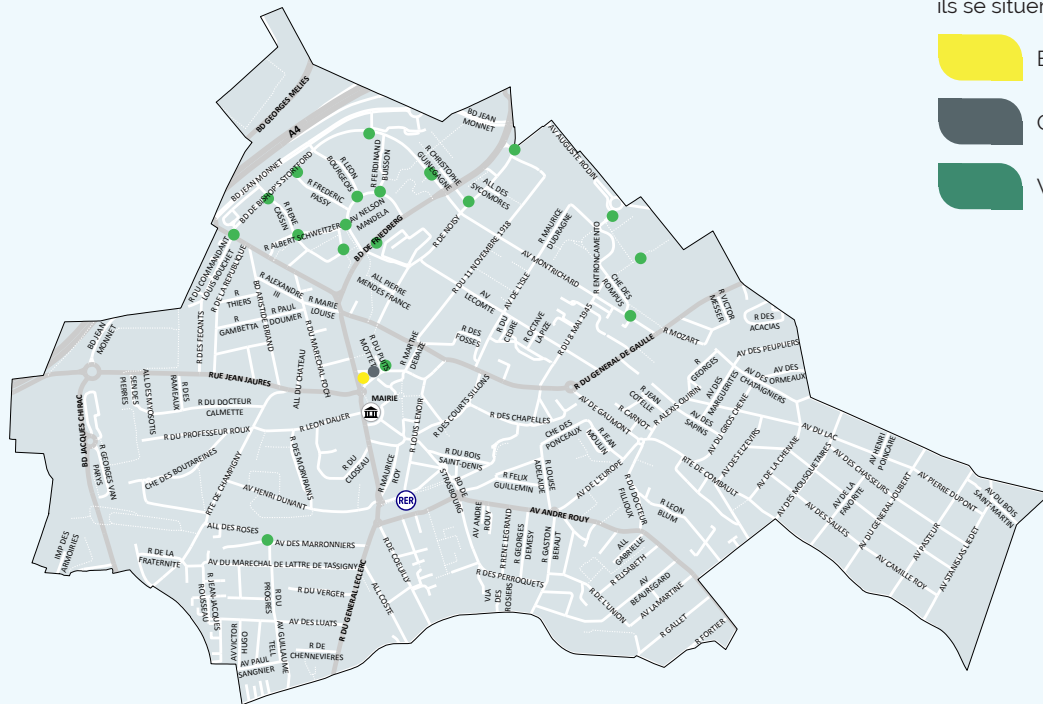 ils se situer
E
C
V
BD GEORGES MELIES
A4
BD JEAN
MONNET
AV AUGUSTE RODIN
BD JEAN MONNET
BD DE BISHOP'S STORTFORD
R LEON
BOURGEOIS
R FERDINAND
BUISSON
R CHRISTOPHE
GUINEGAGNE
ALL DES
SYCOMORES
R FREDERIC
PASSY
R RENE
CASSIN
AV NELSON
MANDELA
R ALBERT SCHWEITZER
BD DE FRIEDBERG
R DE NOISY
R DU 11 NOVEMBRE 1918
R MAURICE
DUDRAGNE
R ENTRONCAMENTO
CHE DES
ROMPUS
AV MONTRICHARD
R DU COMMANDANT
LOUIS BOUCHET
R DE LA REPUBLIQUE
R ALEXANDRE
III
ALL PIERRE
MENDES FRANCE
AV
LECOMTE
AV DE L'ISLE
R DU
CEDRE
R OCTAVE
LAPIZE
R DU 8 MAI 1945
R VICTOR
MESSER
R DES
ACACIAS
R MOZART
R
THIERS
R
GAMBETTA
BD ARISTIDE BRIAND
R PAUL
DOUMER
R MARIE
LOUISE
R DU MARECHAL FOCH
R DES FECANTS
BD JEAN
MONNET
R DU PUITS
MOTTET
R MARTHE
DEBAIZE
R DES
FOSSES
R DU GENERAL DE GAULLE
AV DES PEUPLIERS
R
GEORGES
AV DES
ORMEAUX
AV DES
CHATAIGNIERS
RUE JEAN JAURES
ALL DU CHATEAU
MAIRIE
R LEON DAUER
R LOUIS LENOIR
R DES COURTS SILLONS
R DES CHAPELLES
AV DE GAUMONT
R JEAN
COTELLE
R CARNOT
R ALEXIS QUIRIN
AV DES
MARGUERITES
AV DES
SAPINS
AV DU GROS CHENE
AV DES ELZEVIRS
AV DU LAC
AV HENRI
POINCARE
SEN DES
PIERRES
ALL DES MYOSOTIS
R DES
RAMEAUX
R DU DOCTEUR
CALMETTE
R DU PROFESSEUR ROUX
BD JACQUES CHIRAC
R GEORGES VAN
PARYS
CHE DES BOUTAREINES
RTE DE CHAMPIGNY
R DES MORVRAINS
R DU
CUSSEAU
R MAURICE
ROY
R DU BOIS
SAINT-DENIS
BD DE
STRASBOURG
CHE DES
PONCEAUX
R JEAN
MOULIN
R FELIX
GUILLEMIN
R LOUISE
ADELAIDE
AV DE L'EUROPE
R DU DOCTEUR
FILLIOUX
RTE DE COMBAULT
AV DE LA CHENAIE
AV DES MOUSQUETAIRES
AV DES CHASSEURS
AV DE LA
FAVORITE
AV DES SAULES
AV DU GENERAL JOUBERT
AV PIERRE DUPONT
AV DU BOIS
SAINT-MARTIN
AV HENRI DUNANT
RER
R LEON
BLUM
AV ANDRE
ROUY
AV ANDRE ROUY
R RENE LEGRAND
R GEORGES
DEMESY
R GASTON
BERAUT
ALL DES ROSES
AV DES MARRONNIERS
IMP DES
ARMOIRIES
R DE LA
FRATERNITE
AV DU MARECHAL DE LATTRE DE TASSIGNY
R DE COEUILLY
ALL COSTE
R DES PERROQUETS
VIA
DES
ROSIERS
ALL
GABRIELLE
R ELISABETH
AV
BEAUREGARD
AV LAMARTINE
R DE L'UNION
R GALLET
R FORTIER
AV PASTEUR
AV CAMILLE ROY
AV STANISLAS LIEDET
R JEAN-JACQUES
ROUSSEAU
R DU
PROGRES
R DU VERGER
AV DES LUATS
R DU GENERAL LECLERC
AV VICTOR
HUGO
AV GUILLAUME
TELL
R DE
CHENNEVIERES
AV PAUL
SANGNIER